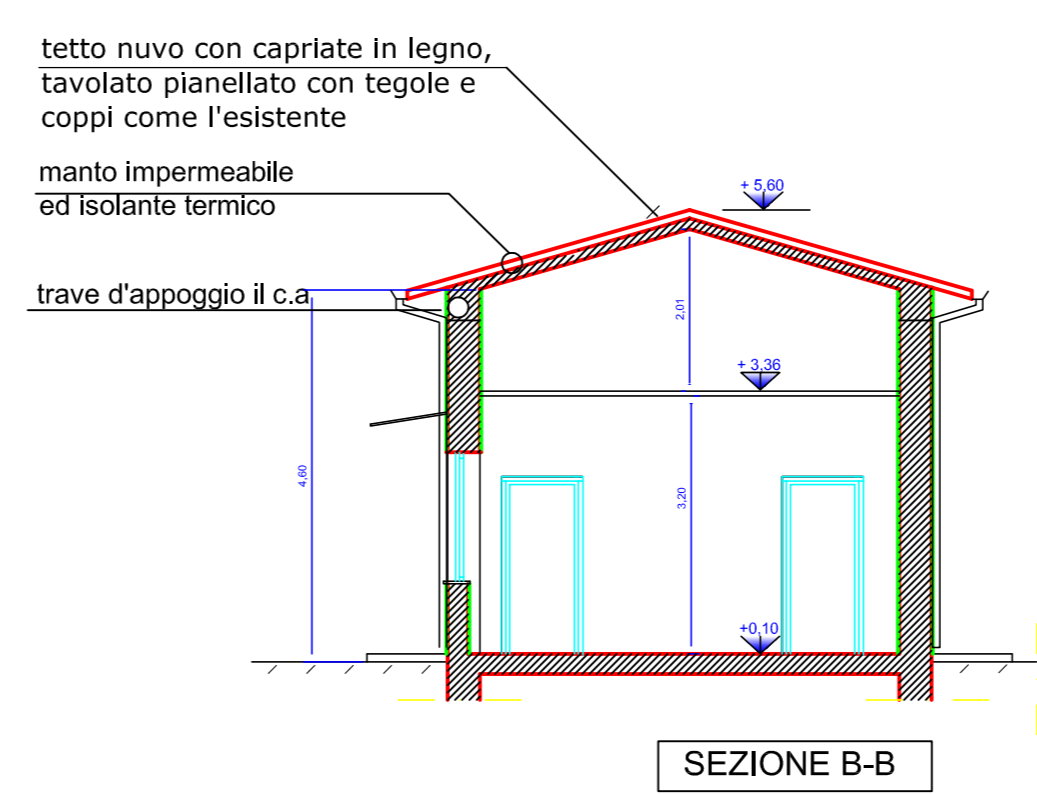 tetto nuvo con capriate in legno,
tavolato pianellato con tegole e
coppi come l'esistente
manto impermeabile
ed isolante termico
trave d'appoggio il c.a
+ 5,60
2,01
+ 3,36
4,60
3,20
+0,10
SEZIONE B-B